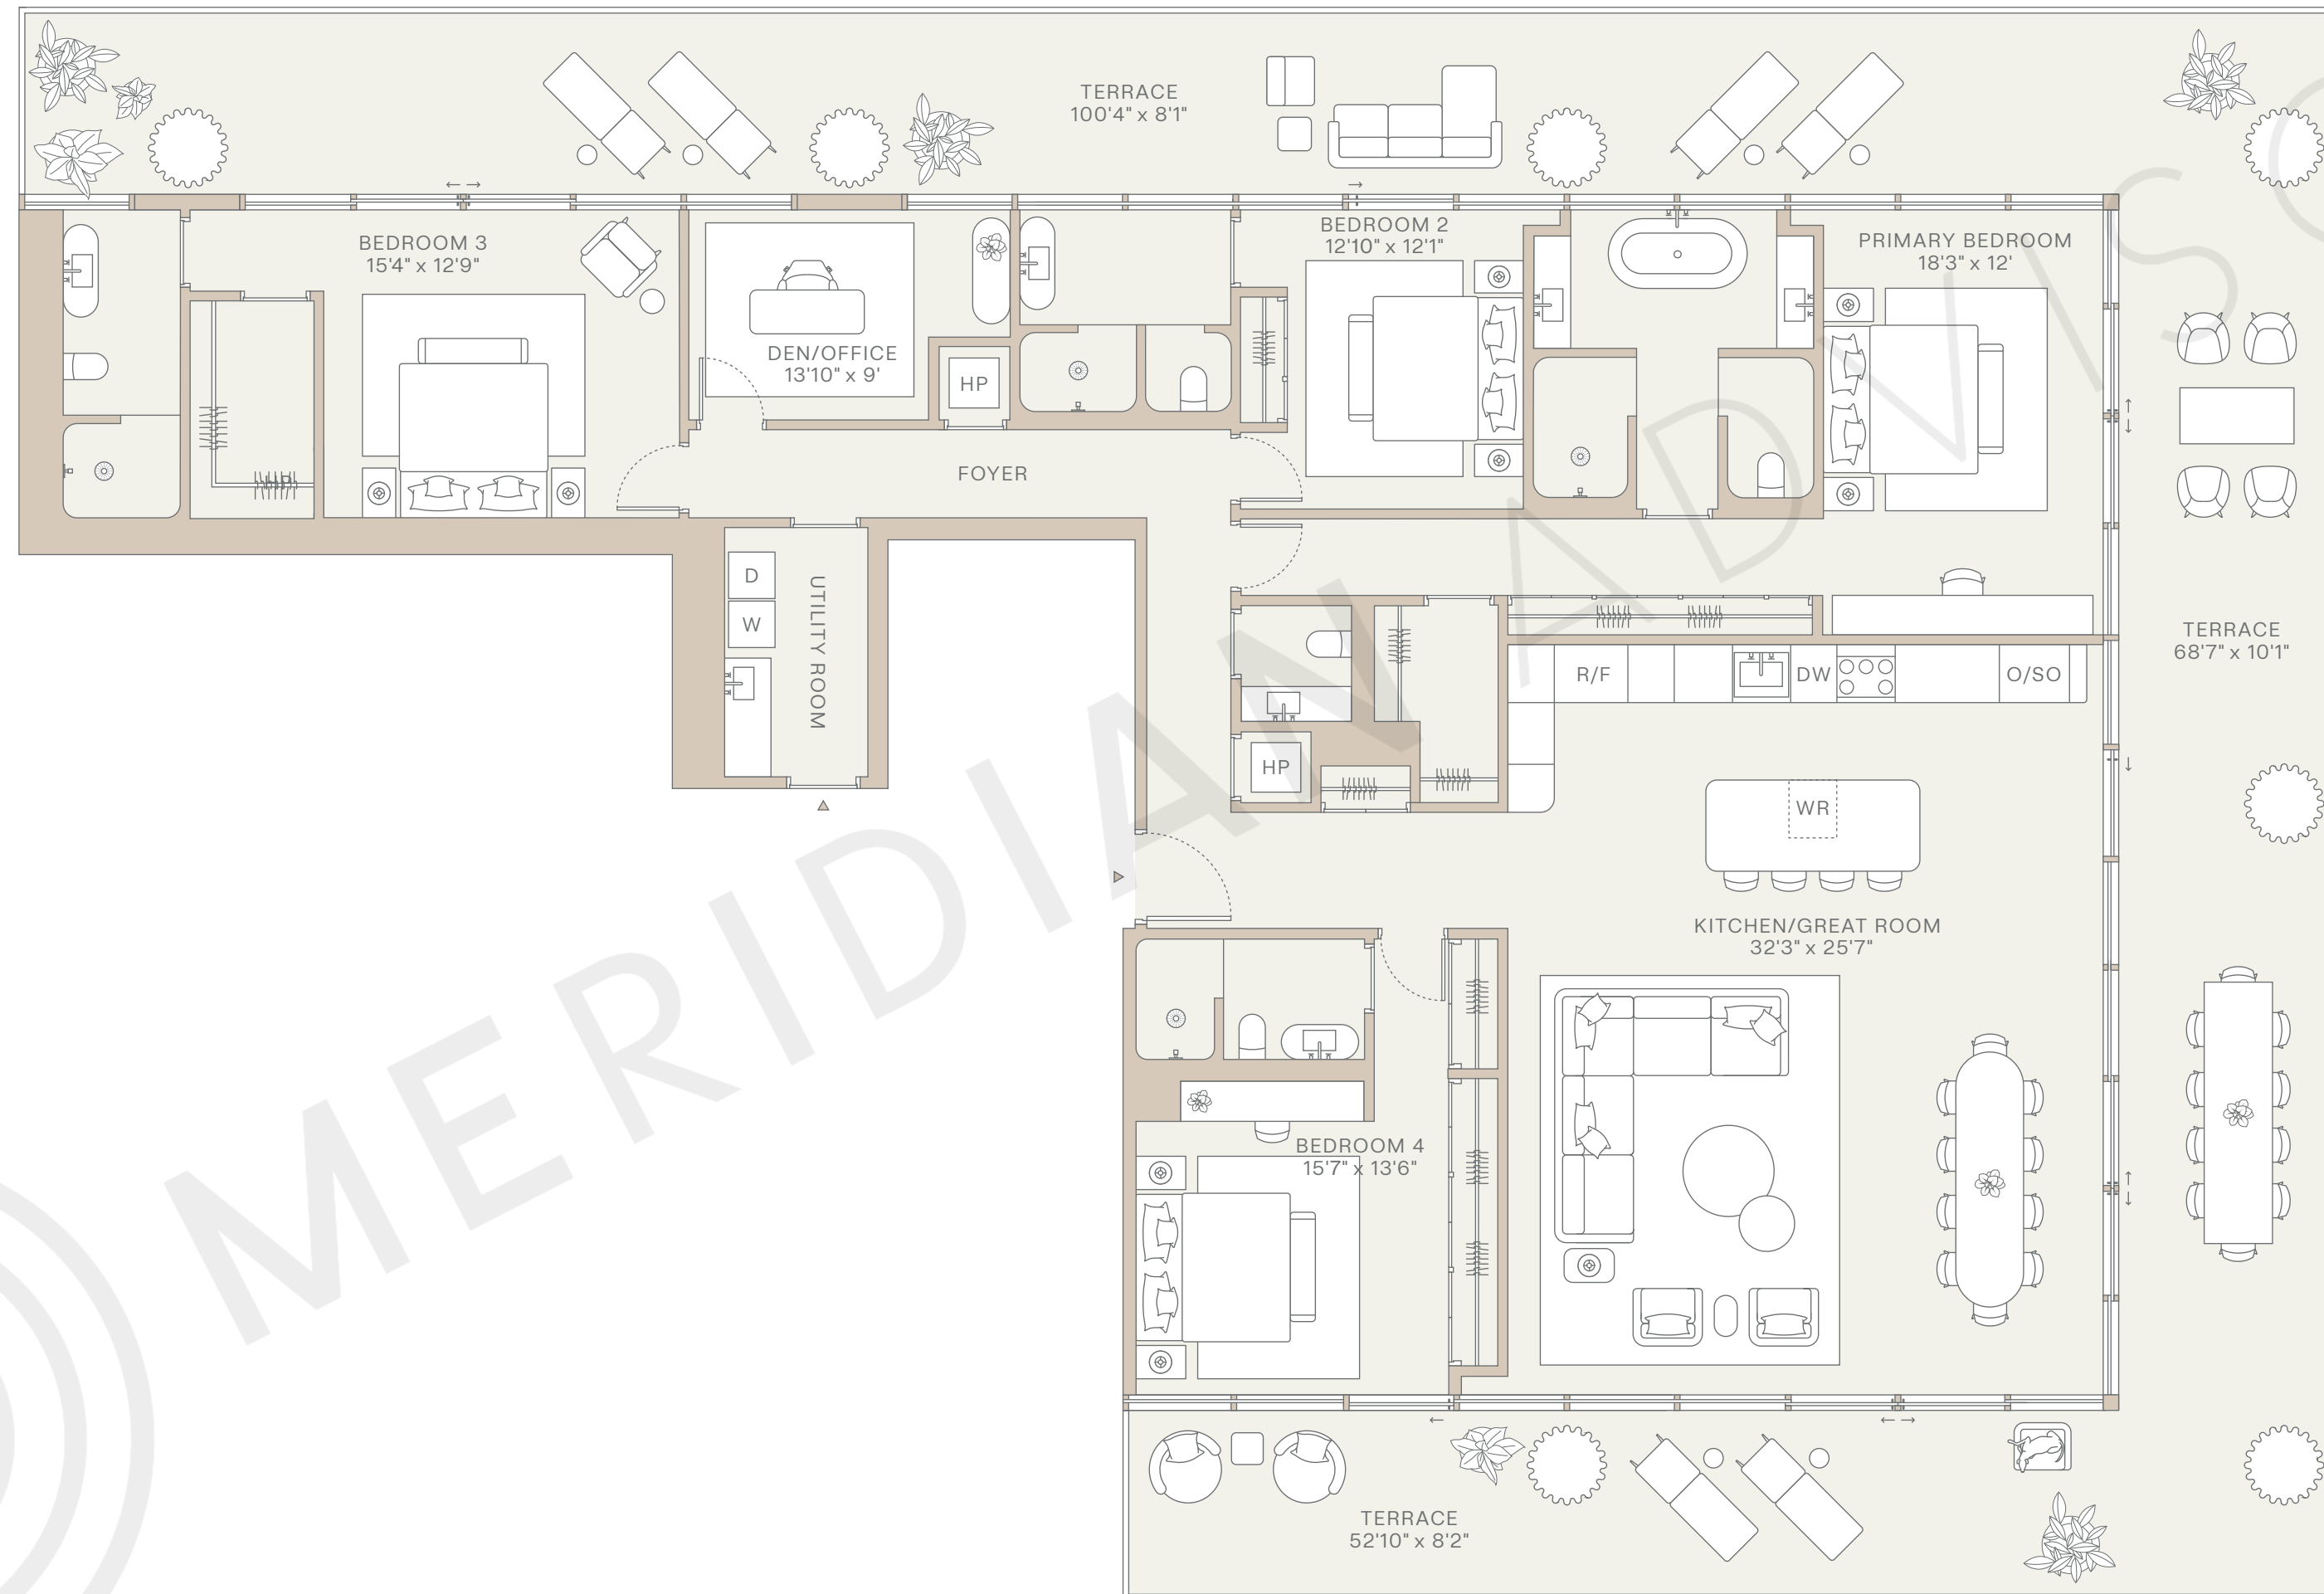 TERRACE
100'4" x 8'1"
BEDROOM 3
15'4" x 12'9"
BEDROOM 2
12'10" x 12'1"
PRIMARY BEDROOM
18'3" x 12'
DEN/OFFICE
13'10" x 9'
HP
HP
FOYER
D
W
UTILITY ROOM
TERRACE
68'7" x 10'1"
R/F
DW
O/SO
HP
WR
KITCHEN/GREAT ROOM
32'3" x 25'7"
BEDROOM 4
15'7" x 13'6"
TERRACE
52'10" x 8'2"
MERIDIAN ADVISO